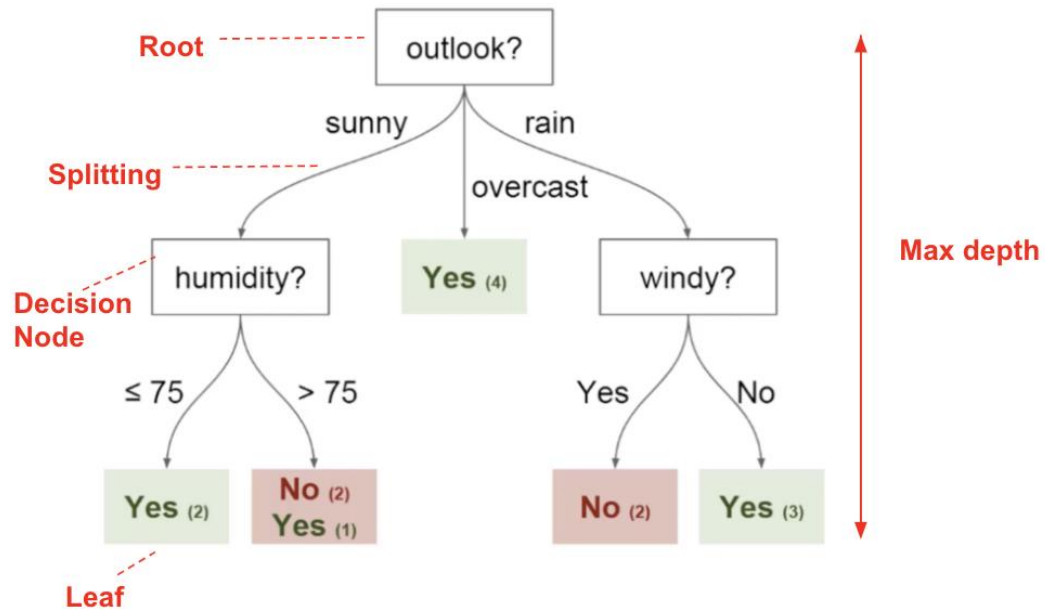 Root
outlook?
sunny
rain
Splitting
overcast
Max depth
humidity?
Yes (4)
windy?
Decision
Node
≤ 75
> 75
Yes
No
Yes (2)
No (2)
Yes (1)
No (2)
Yes (3)
Leaf